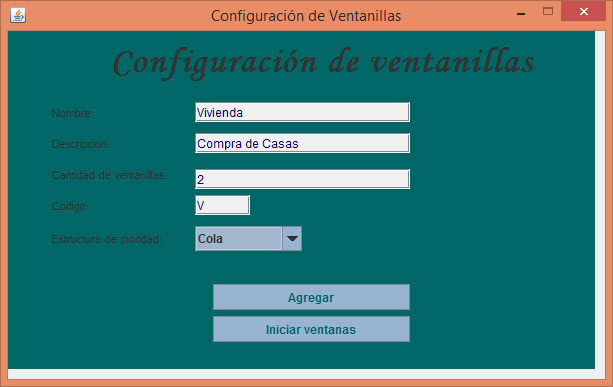 Configuración de Ventanillas
Configuración de ventanillas
Nombre:
Vivienda
Descripcion:
Compra de Casas
Cantidad de ventanillas:
2
Codigo:
V
Estructura de pioridad:
Cola
Agregar
Iniciar ventanas